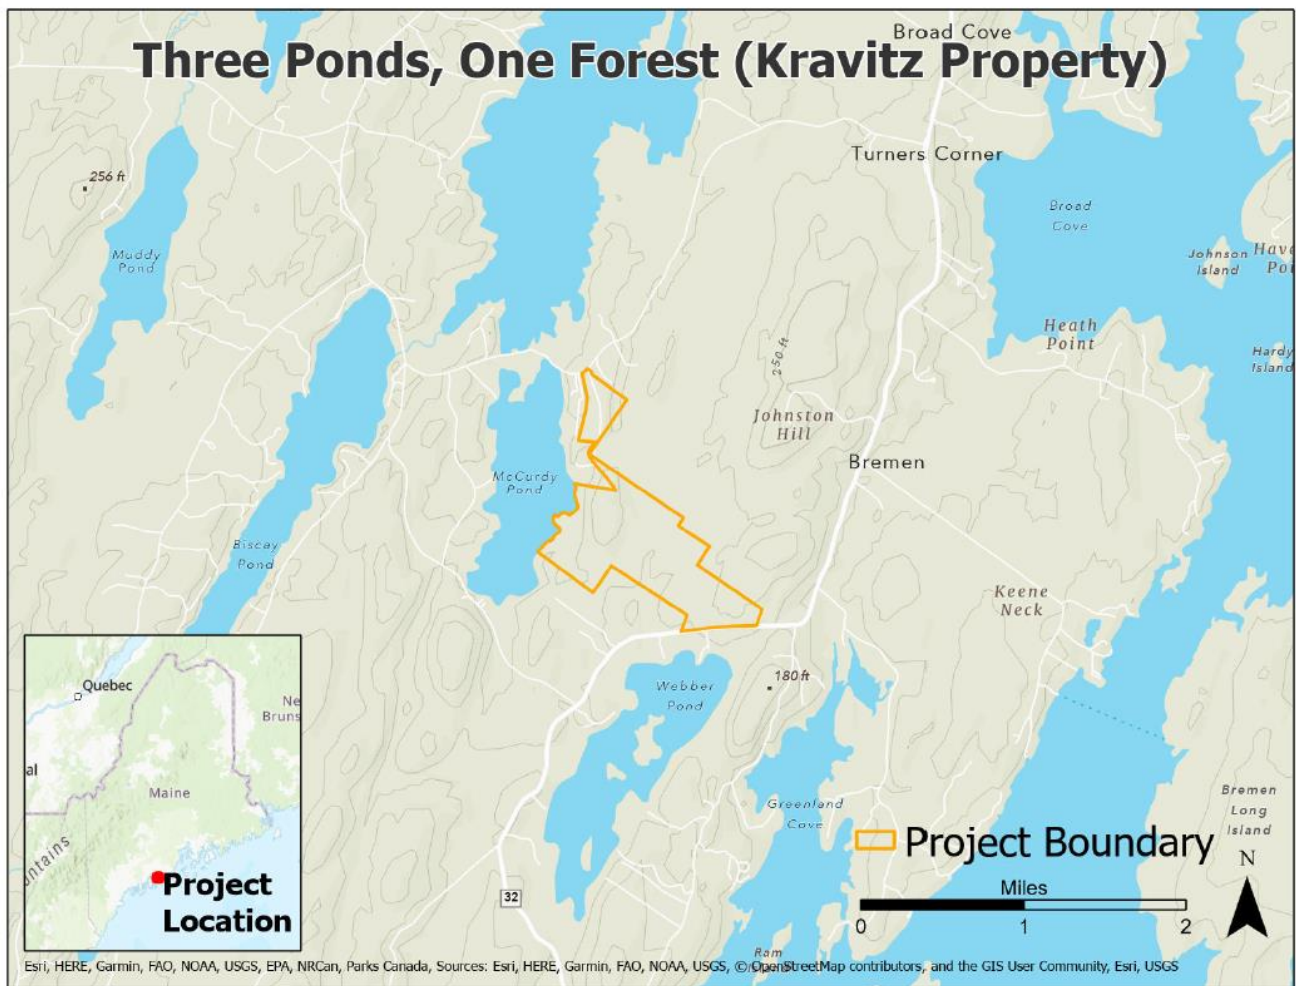 Broad Cove
Three Ponds, One Forest (Kravitz Property)
Turners Corner
256 ft
Broad
Cove
Muddy
Pond
Johnson
Island
Have
Poi
Heath
Point
Hardy
Island
250 ft
Johnston
Hill
Bremen
McCurdy
Pond
Biscay
Pond
Keene
Neck
Webber
Pond
180 ft
Quebec
Ne
Bruns
al
Maine
ntains
Project
Location
Greenland
Cove
Bremen
Long
Island
Project Boundary
N
Miles
0 1 2
32
Ram
Esri, HERE, Garmin, FAO, NOAA, USGS, EPA, NRCan, Parks Canada, Sources: Esri, HERE, Garmin, FAO, NOAA, USGS, © OpenStreetMap contributors, and the GIS User Community, Esri, USGS